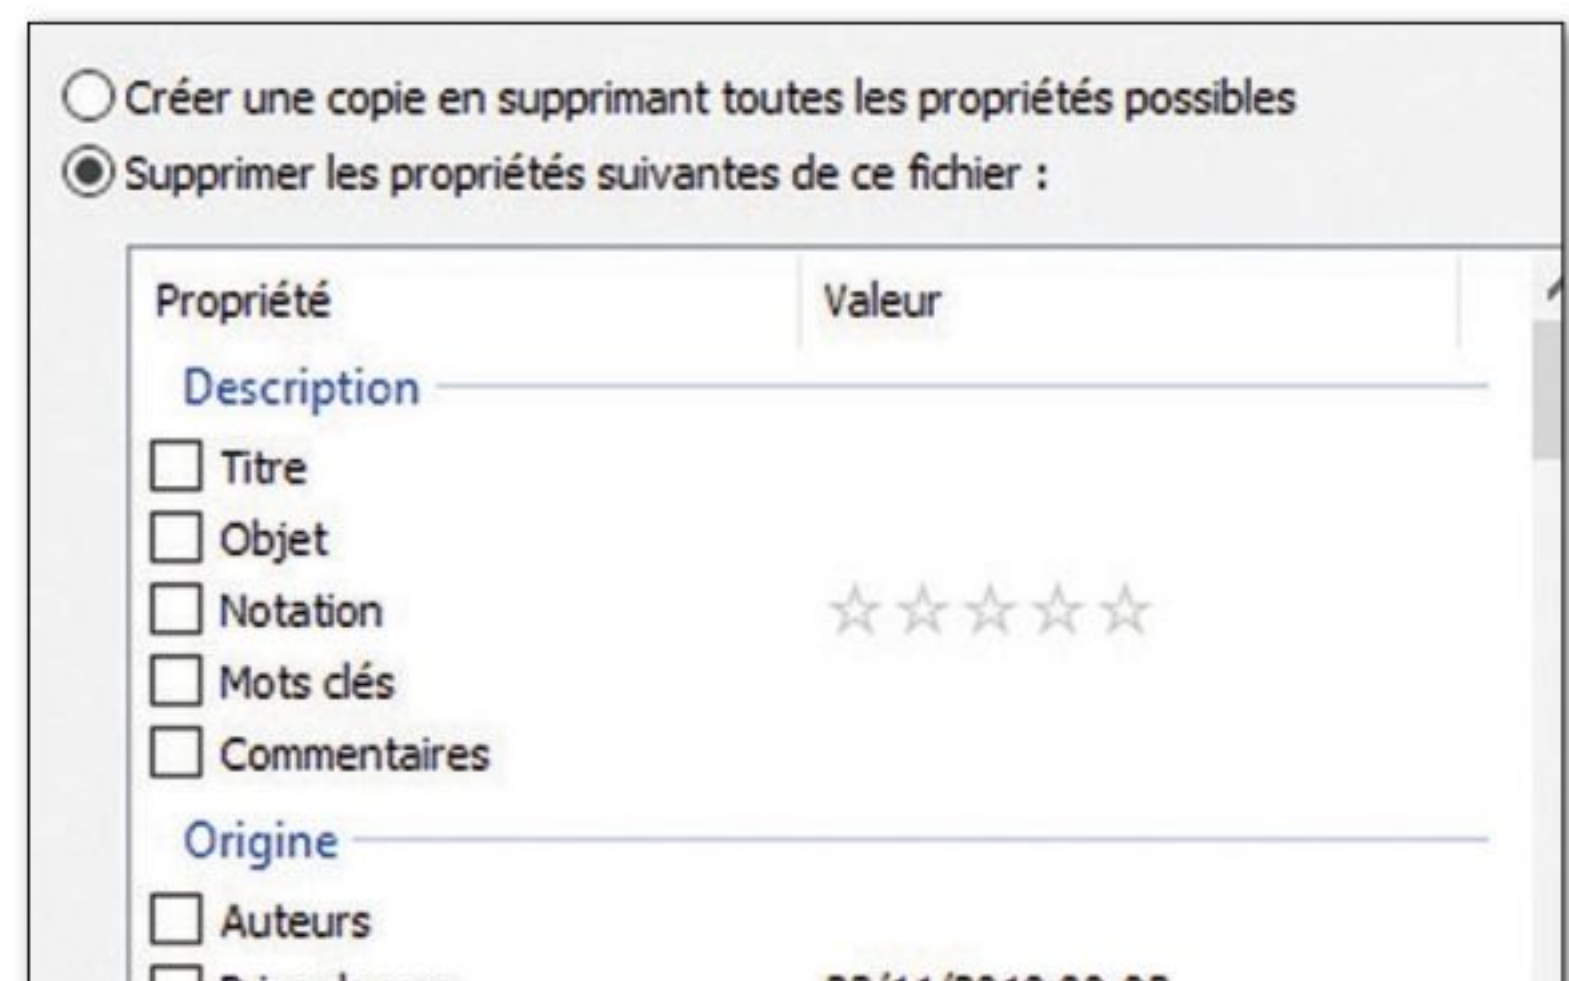 Créer une copie en supprimant toutes les propriétés possibles
Supprimer les propriétés suivantes de ce fichier :
Propriété Valeur
Description
Titre
Objet
Notation
Mots clés
Commentaires
Origine
Auteurs